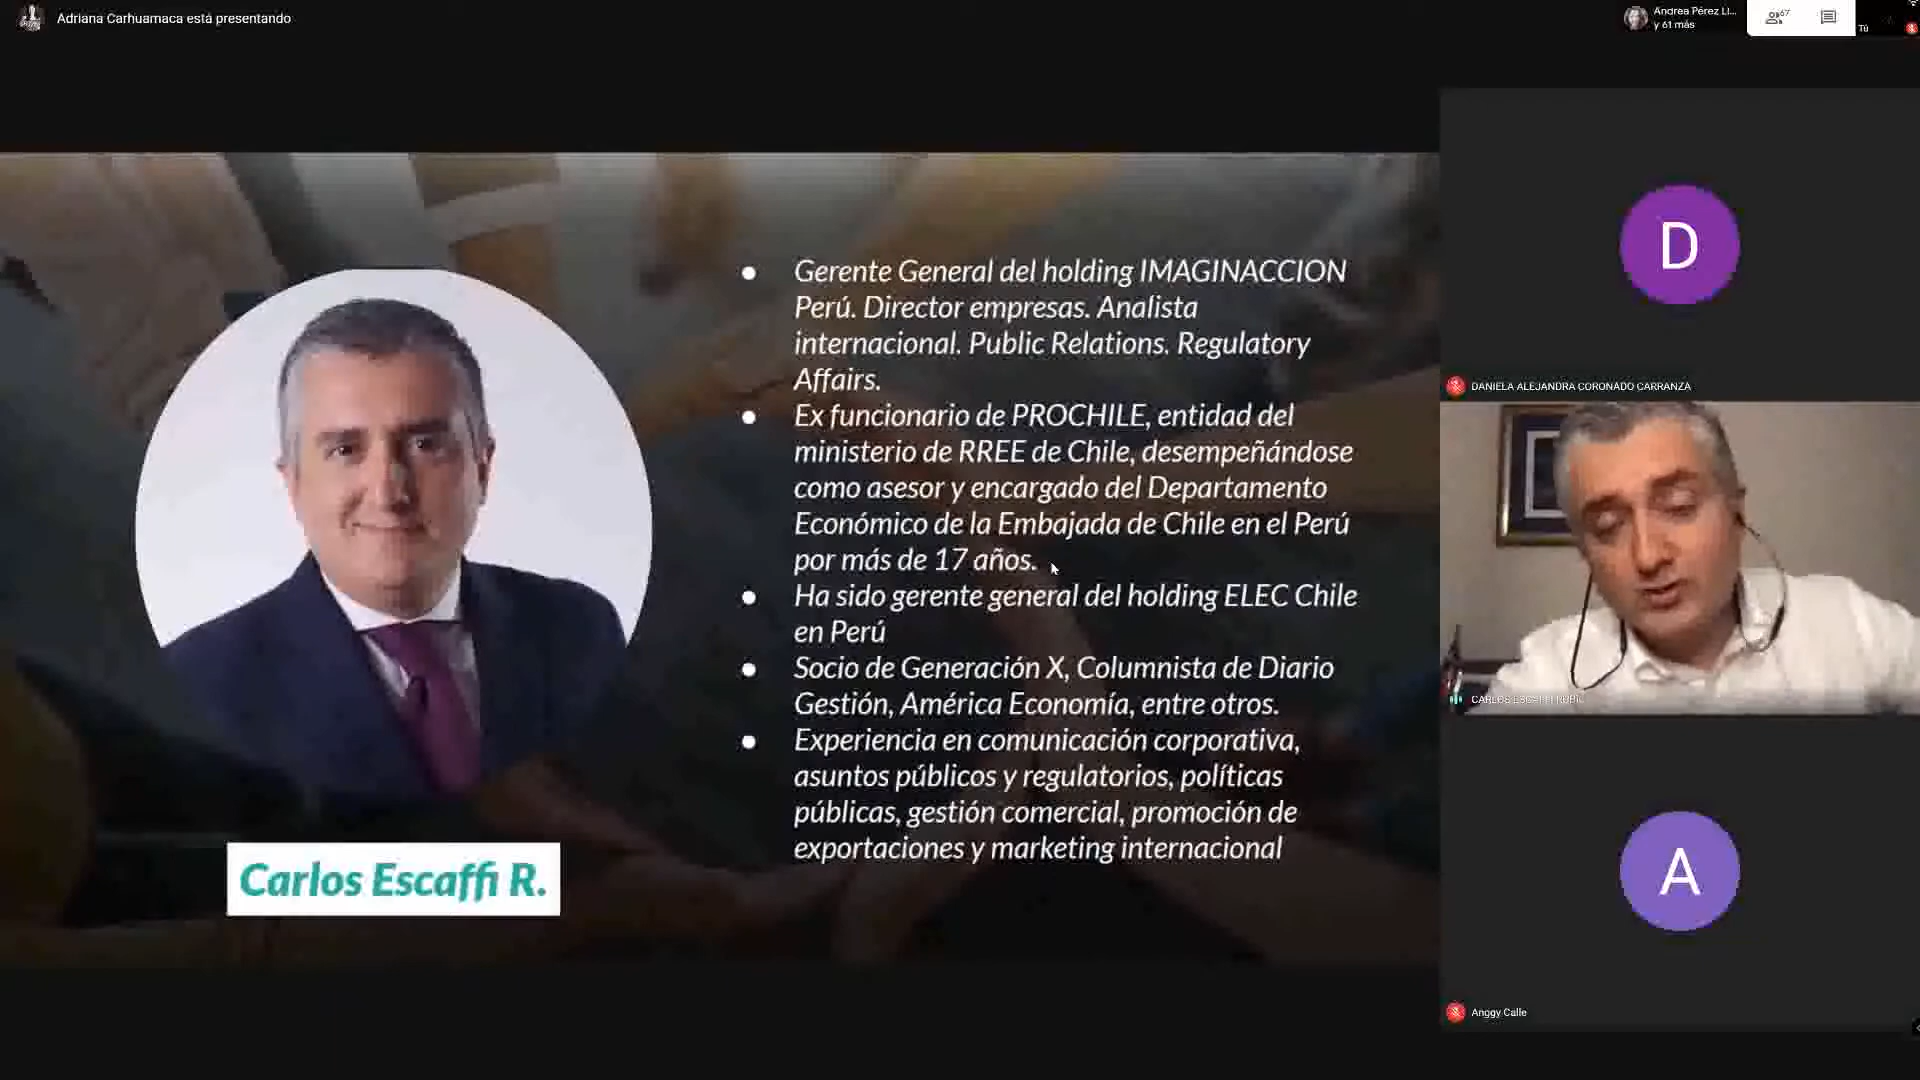 Adriana Carhuamaca está presentando
Andrea Pérez Ll...
y 61 más
67
Tú
Gerente General del holding IMAGINACCION
Perú. Director empresas. Analista
internacional. Public Relations. Regulatory
Affairs.
Ex funcionario de PROCHILE, entidad del
ministerio de RREE de Chile, desempeñándose
como asesor y encargado del Departamento
Económico de la Embajada de Chile en el Perú
por más de 17 años.
Ha sido gerente general del holding ELEC Chile
en Perú
Socio de Generación X, Columnista de Diario
Gestión, América Economía, entre otros.
Experiencia en comunicación corporativa,
asuntos públicos y regulatorios, políticas
públicas, gestión comercial, promoción de
exportaciones y marketing internacional
Carlos Escaffi R.
D
DANIELA ALEJANDRA CORONADO CARRANZA
CARLOS ESCAFFI RUBIO
A
Anggy Calle